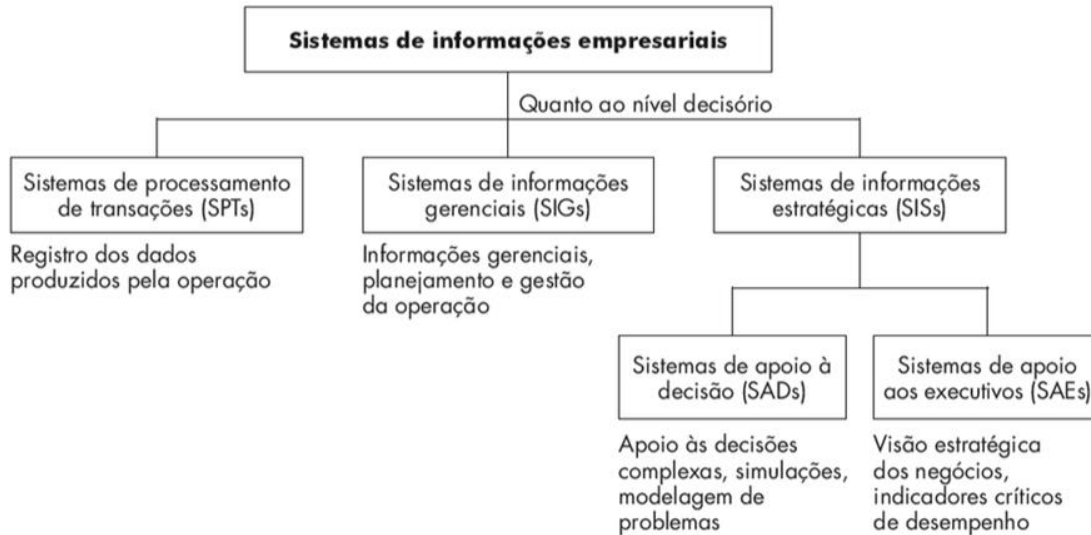 Sistemas de informações empresariais
Quanto ao nível decisório
Sistemas de processamento
de transações (SPTs)
Registro dos dados
produzidos pela operação
Sistemas de informações
gerenciais (SIGs)
Informações gerenciais,
planejamento e gestão
da operação
Sistemas de informações
estratégicas (SISs)
Sistemas de apoio à
decisão (SADs)
Apoio às decisões
complexas, simulações,
modelagem de
problemas
Sistemas de apoio
aos executivos (SAEs)
Visão estratégica
dos negócios,
indicadores críticos
de desempenho